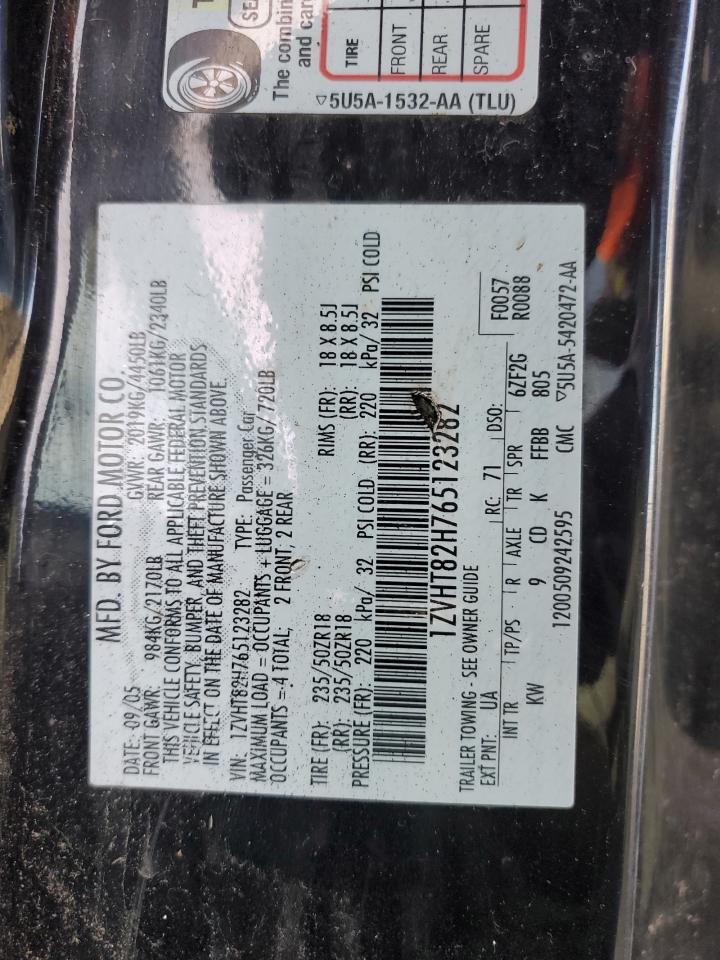 SE
The combin
and car
TIRE
FRONT
REAR
SPARE
▽5U5A-1532-AA (TLU)
MFD. BY FORD MOTOR CO.
DATE: 09/05 GVWR: 2019KG/4450LB
FRONT GAWR: 984KG/2170LB REAR GAWR: 1061KG/2340LB
THIS VEHICLE CONFORMS TO ALL APPLICABLE FEDERAL MOTOR
VEHICLE SAFETY, BUMPER, AND THEFT PREVENTION STANDARDS
IN EFFECT ON THE DATE OF MANUFACTURE SHOWN ABOVE.
VIN: 1ZVHT82H765123282 TYPE: Passenger Car
MAXIMUM LOAD = OCCUPANTS + LUGGAGE = 326KG/720LB
OCCUPANTS = 4 TOTAL; 2 FRONT, 2 REAR
TIRE (FR): 235/50ZR18 RIMS (FR): 18 X 8.5J
(RR): 235/50ZR18 (RR): 18 X 8.5J
PRESSURE (FR): 220 kPa/ 32 PSI COLD (RR): 220 kPa/ 32 PSI COLD
1ZVHT82H765123282
TRAILER TOWING - SEE OWNER GUIDE F0057
EXT PNT: UA RC: 71 DSO: R0088
INT TR TP/PS R AXLE TR SPR 6ZF2G
KW 9 CD K FFBB 805
1200509242595 CMC ▽5U5A-5420472-AA